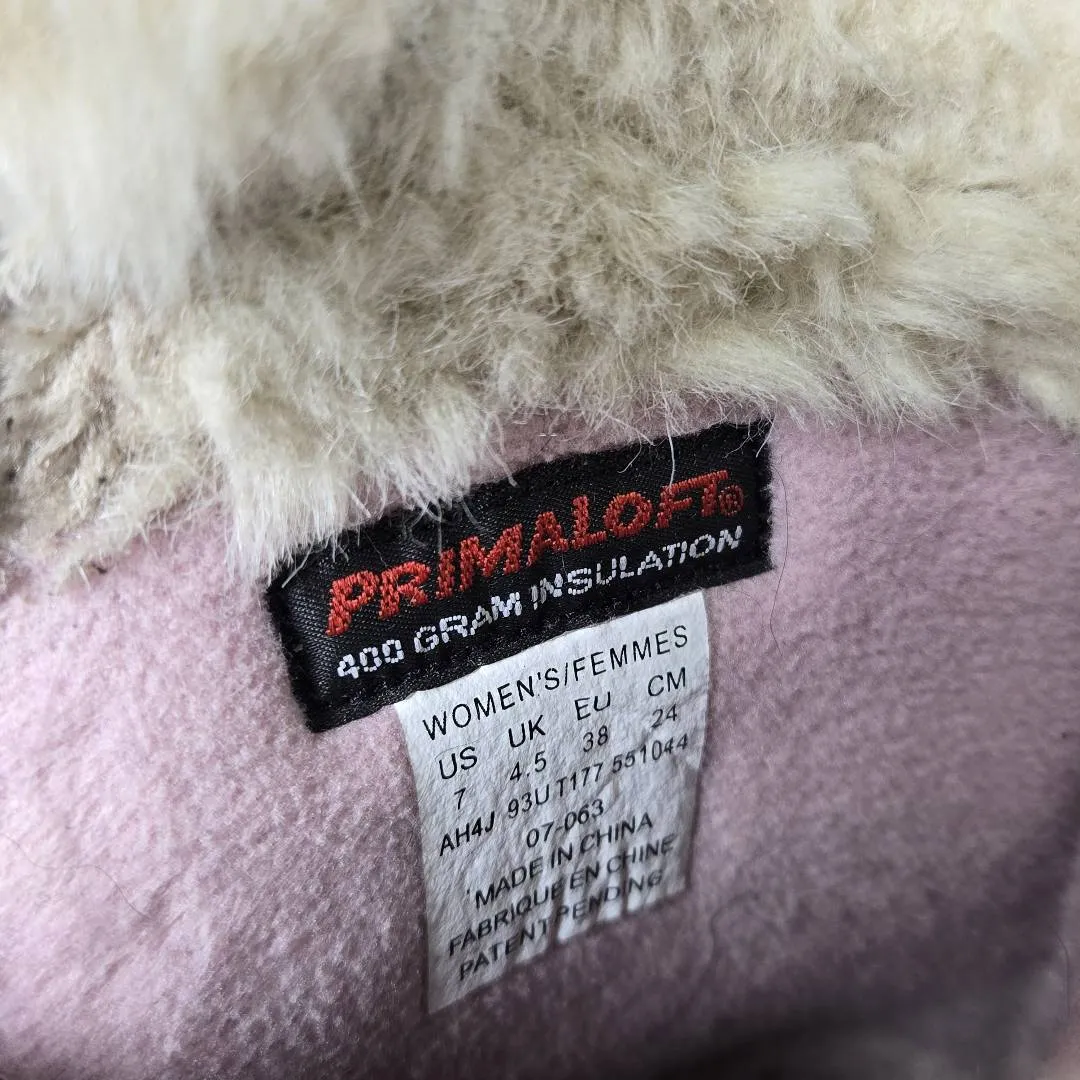 PRIMALOFT®
400 GRAM INSULATION
WOMEN'S/FEMMES
US UK EU CM
7 4.5 38 24
AH4J 93U T177 551044
07-063
MADE IN CHINA
FABRIQUE EN CHINE
PATENT PENDING